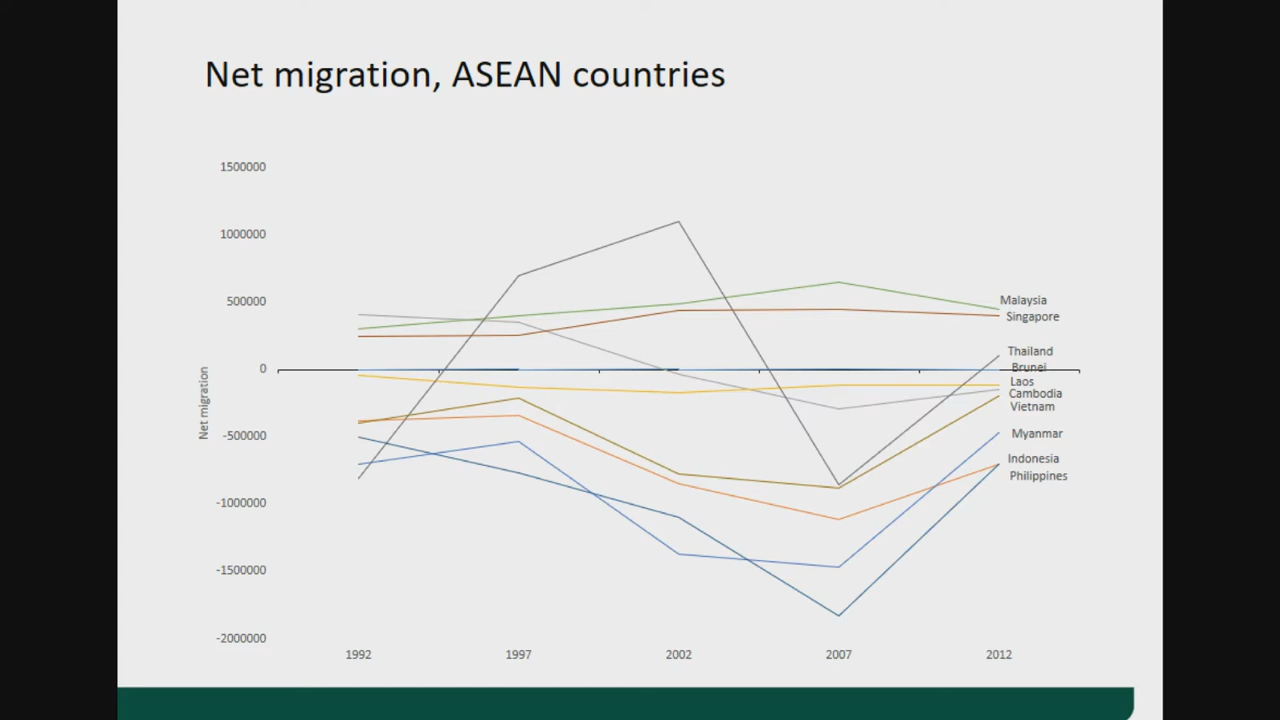 Net migration, ASEAN countries
1500000
1000000
500000
0
-500000
-1000000
-1500000
-2000000
Net migration
1992
1997
2002
2007
2012
Malaysia
Singapore
Thailand
Brunei
Laos
Cambodia
Vietnam
Myanmar
Indonesia
Philippines